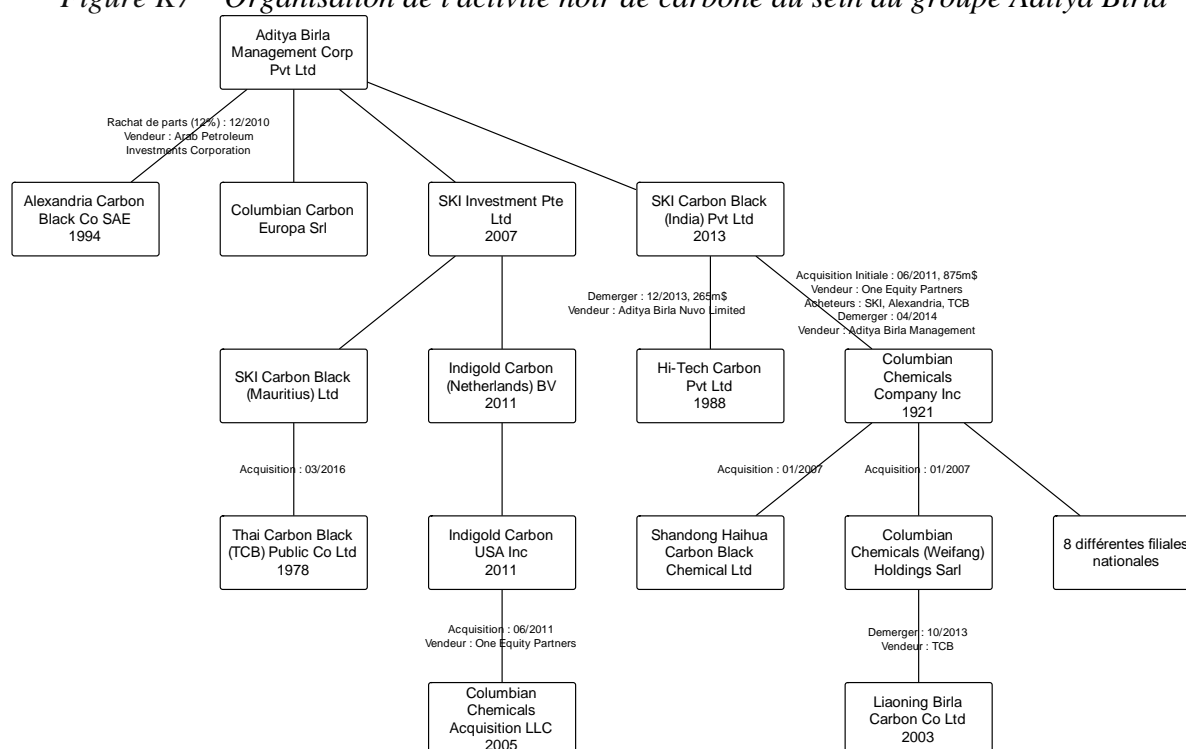 Figure K7 – Organisation de l'activité noir de carbone au sein du groupe Aditya Birla
Aditya Birla
Management Corp
Pvt Ltd
Rachat de parts (12%) : 12/2010
Vendeur : Arab Petroleum
Investments Corporation
Alexandria Carbon
Black Co SAE
1994
Columbian Carbon
Europa Srl
SKI Investment Pte
Ltd
2007
SKI Carbon Black
(India) Pvt Ltd
2013
Demerger : 12/2013, 265m$
Vendeur : Aditya Birla Nuvo Limited
Acquisition Initiale : 06/2011, 875m$
Vendeur : One Equity Partners
Acheteurs : SKI, Alexandria, TCB
Demerger : 04/2014
Vendeur : Aditya Birla Management
SKI Carbon Black
(Mauritius) Ltd
Indigold Carbon
(Netherlands) BV
2011
Hi-Tech Carbon
Pvt Ltd
1988
Columbian
Chemicals
Company Inc
1921
Acquisition : 03/2016
Acquisition : 01/2007
Acquisition : 01/2007
Thai Carbon Black
(TCB) Public Co Ltd
1978
Indigold Carbon
USA Inc
2011
Shandong Haihua
Carbon Black
Chemical Ltd
Columbian
Chemicals (Weifang)
Holdings Sarl
8 différentes filiales
nationales
Acquisition : 06/2011
Vendeur : One Equity Partners
Demerger : 10/2013
Vendeur : TCB
Columbian
Chemicals
Acquisition LLC
2005
Liaoning Birla
Carbon Co Ltd
2003